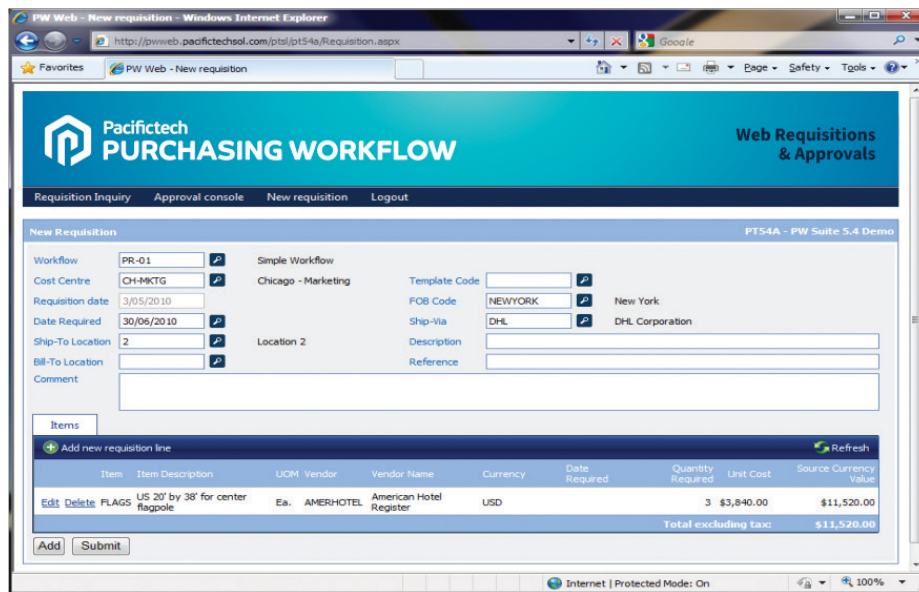 PW Web - New requisition - Windows Internet Explorer
http://pwweb.pacifictechsol.com/ptsl/pt54a/Requisition.aspx
Google
Favorites
PW Web - New requisition
Page
Safety
Tools
Pacifictech
PURCHASING WORKFLOW
Web Requisitions
& Approvals
Requisition Inquiry Approval console New requisition Logout
New Requisition PT54A - PW Suite 5.4 Demo
Workflow PR-01 Simple Workflow
Cost Centre CH-MKTG Chicago - Marketing Template Code
Requisition date 3/05/2010 FOB Code NEWYORK New York
Date Required 30/06/2010 Ship-Via DHL DHL Corporation
Ship-To Location 2 Location 2 Description
Bill-To Location Reference
Comment
Items
Add new requisition line Refresh
Item Item Description UOM Vendor Vendor Name Currency Date Required Quantity Required Unit Cost Source Currency Value
Edit Delete FLAGS US 20' by 38' for center flagpole Ea. AMERHOTEL American Hotel Register USD 3 $3,840.00 $11,520.00
Total excluding tax: $11,520.00
Add Submit
Internet | Protected Mode: On 100%